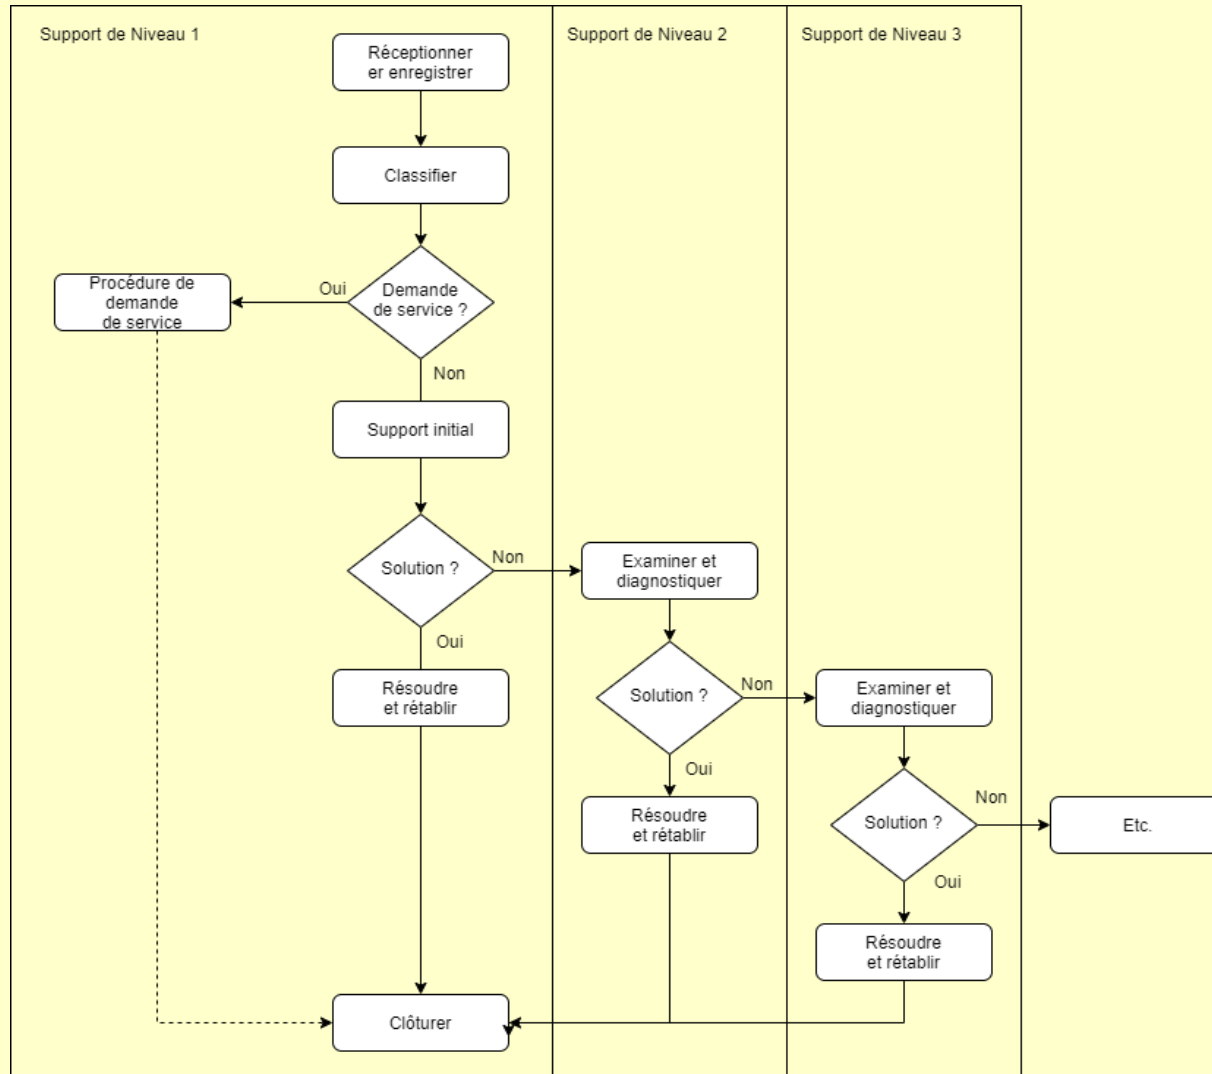 Support de Niveau 1
Support de Niveau 2
Support de Niveau 3
Réceptionner
er enregistrer
Classifier
Procédure de
demande
de service
Oui
Demande
de service ?
Non
Support initial
Solution ?
Non
Examiner et
diagnostiquer
Oui
Résoudre
et rétablir
Solution ?
Non
Examiner et
diagnostiquer
Oui
Résoudre
et rétablir
Solution ?
Non
Etc.
Oui
Résoudre
et rétablir
Clôturer